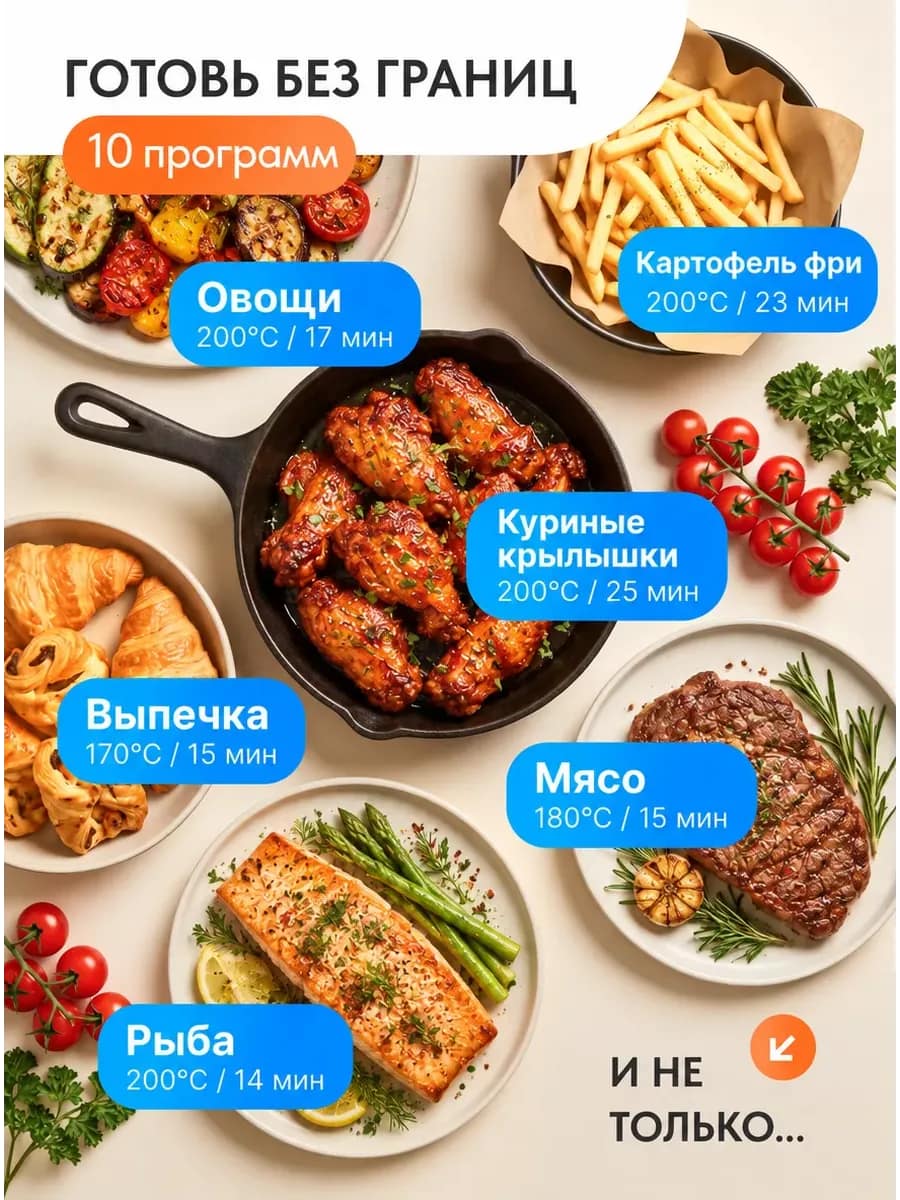 ГОТОВЬ БЕЗ ГРАНИЦ
10 программ
Овощи
200°C / 17 мин
Картофель фри
200°C / 23 мин
Куриные
крылышки
200°C / 25 мин
Выпечка
170°C / 15 мин
Мясо
180°C / 15 мин
Рыба
200°C / 14 мин
И НЕ
ТОЛЬКО...